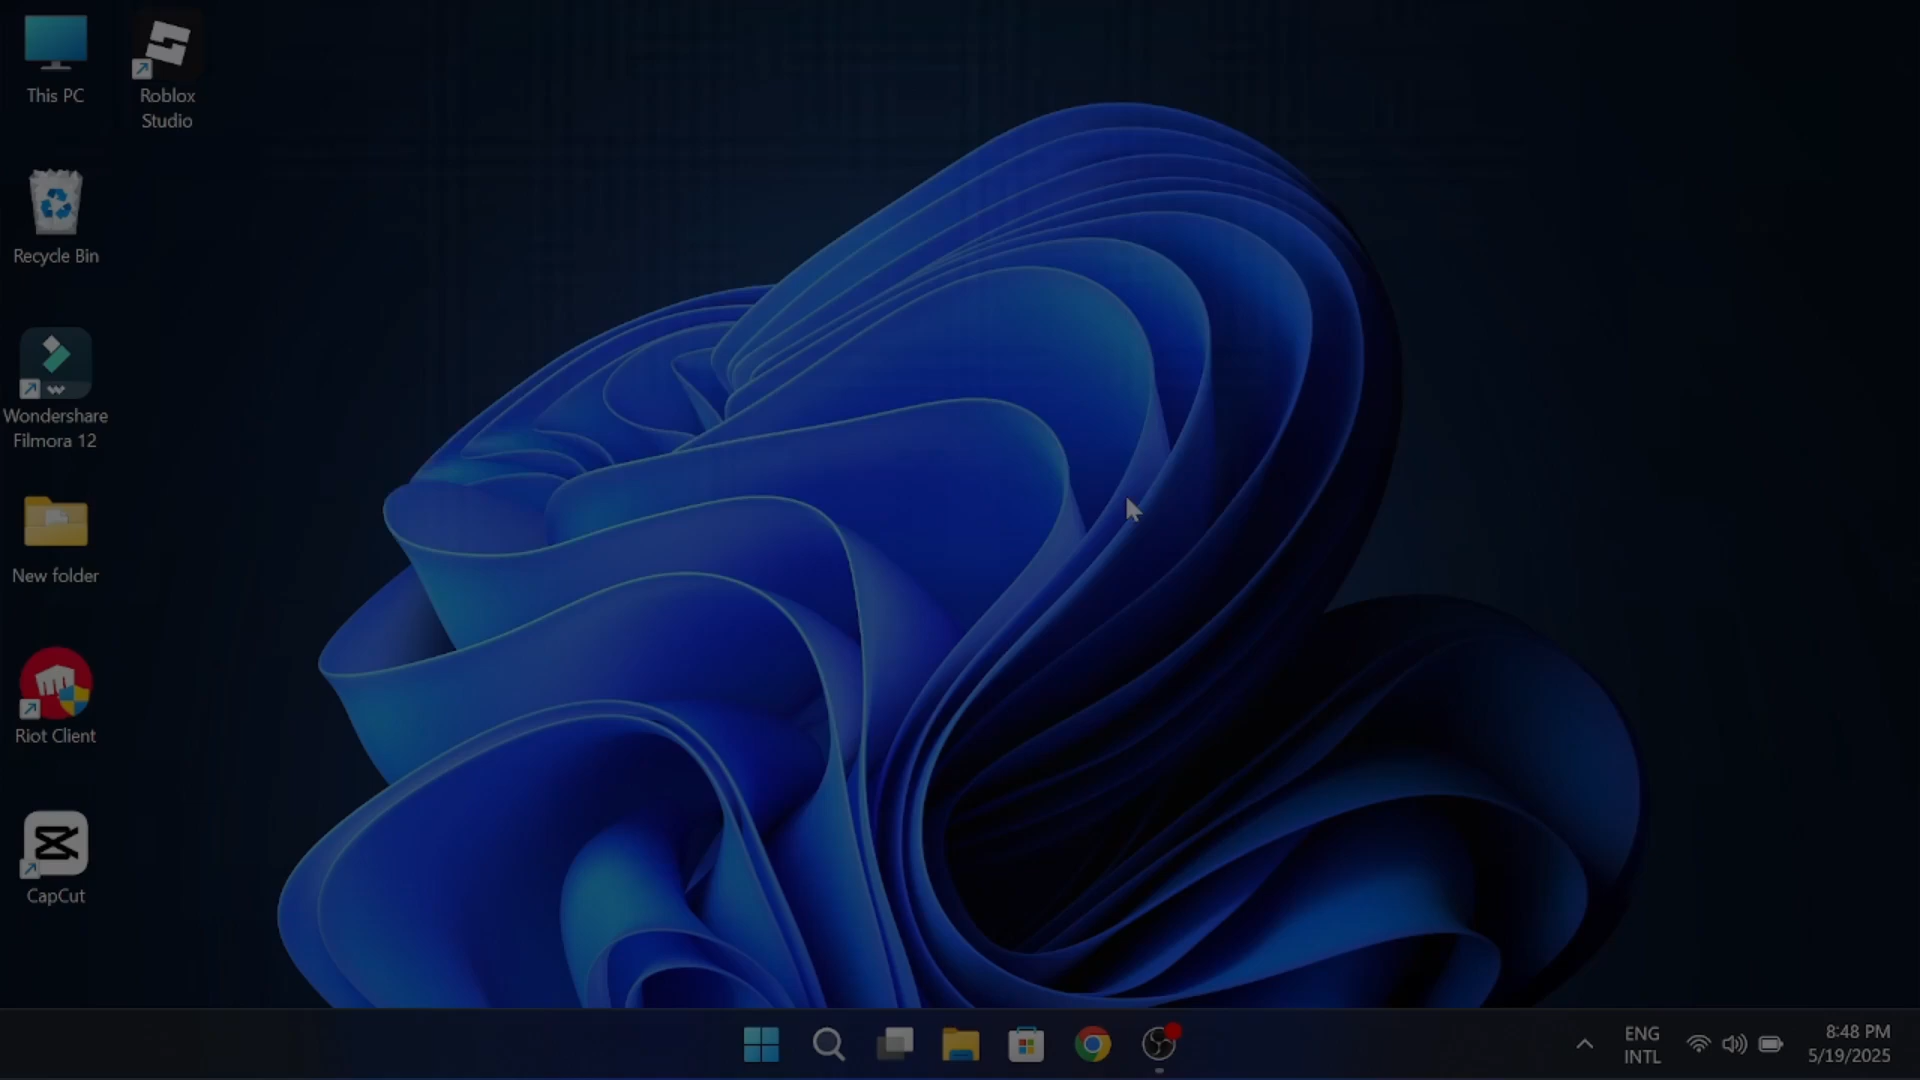 This PC
Roblox
Studio
Recycle Bin
Wondershare
Filmora 12
New folder
Riot Client
CapCut
ENG
INTL
8:48 PM
5/19/2025